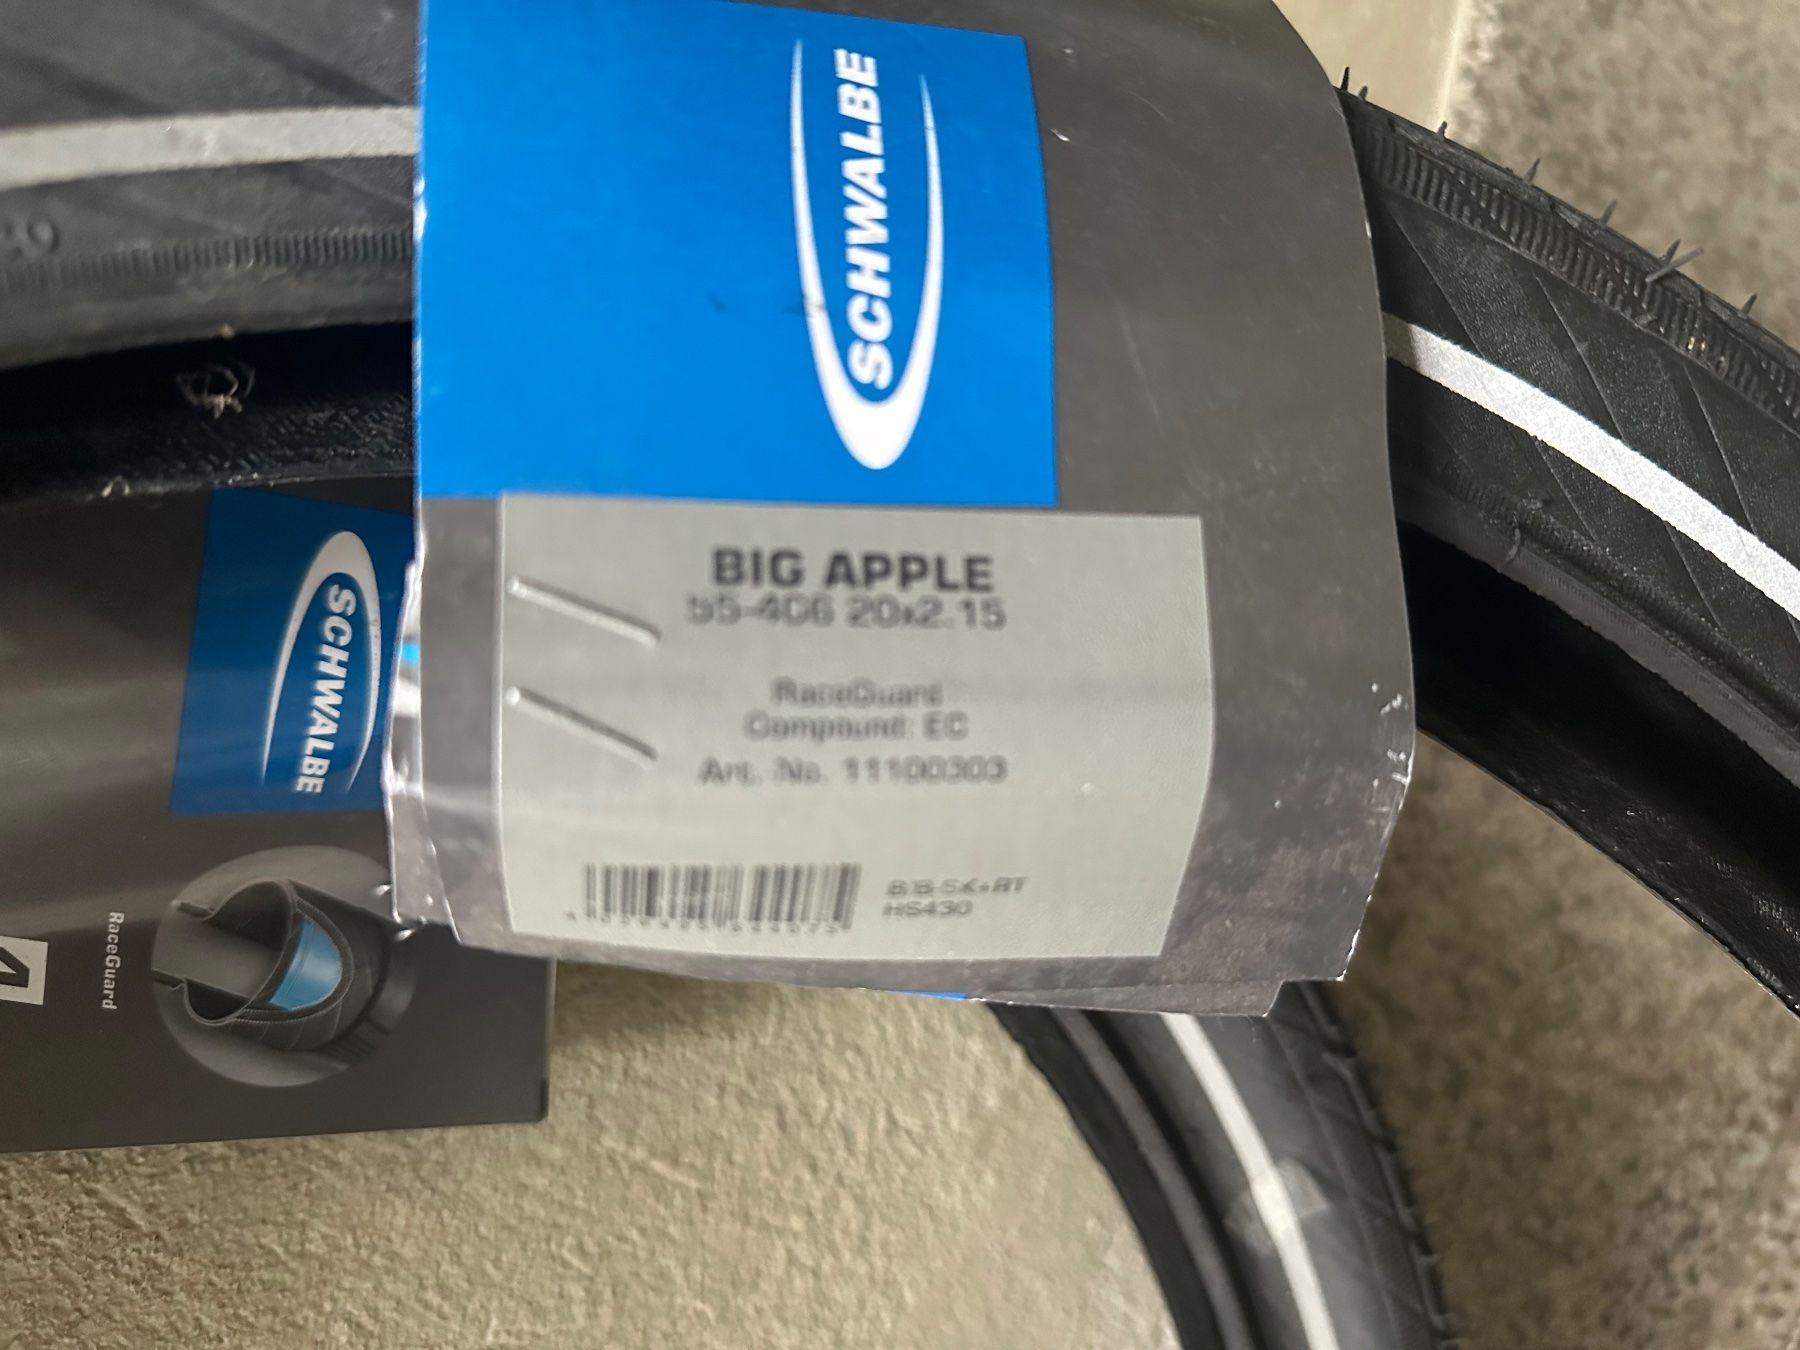 SCHWALBE
BIG APPLE
55-406 20x2.15
RaceGuard
Compound: EC
Art. No. 11100303
B/B-SK+RT
HS430
SCHWALBE
RaceGuard